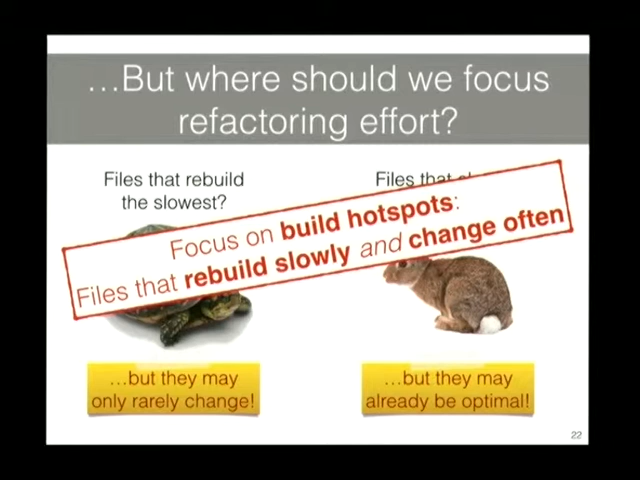 ...But where should we focus
refactoring effort?
Files that rebuild
the slowest?
Files that
Focus on build hotspots:
Files that rebuild slowly and change often
...but they may
only rarely change!
...but they may
already be optimal!
22